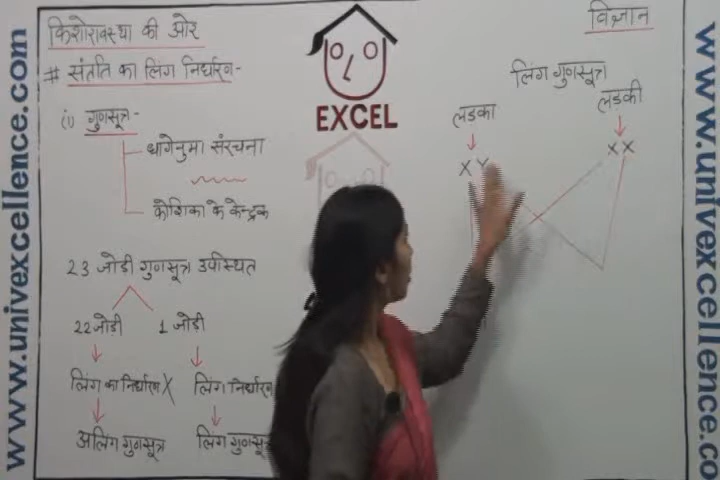 किशोरावस्था की ओर
# संतति का लिंग निर्धारण-
(i) गुणसूत्र-
धागेनुमा संरचना
कोशिका के केन्द्रक
23 जोड़ी गुणसूत्र उपस्थित
22 जोड़ी 1 जोड़ी
लिंग का निर्धारण X लिंग निर्धारण
अलिंग गुणसूत्र लिंग गुणसूत्र
EXCEL
विज्ञान
लिंग गुणसूत्र
लड़का लड़की
X Y X X
www.univexcellence.com
www.univexcellence.com